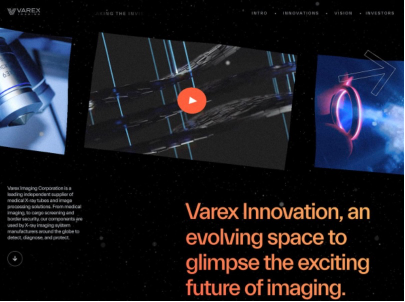 VAREX
IMAGING
INTRO • INNOVATIONS • VISION • INVESTORS
Varex Imaging Corporation is a
leading independent supplier of
medical X-ray tubes and image
processing solutions. From medical
imaging, to cargo screening and
border security, our components are
used by X-ray imaging system
manufacturers around the globe to
detect, diagnose, and protect.
Varex Innovation, an
evolving space to
glimpse the exciting
future of imaging.